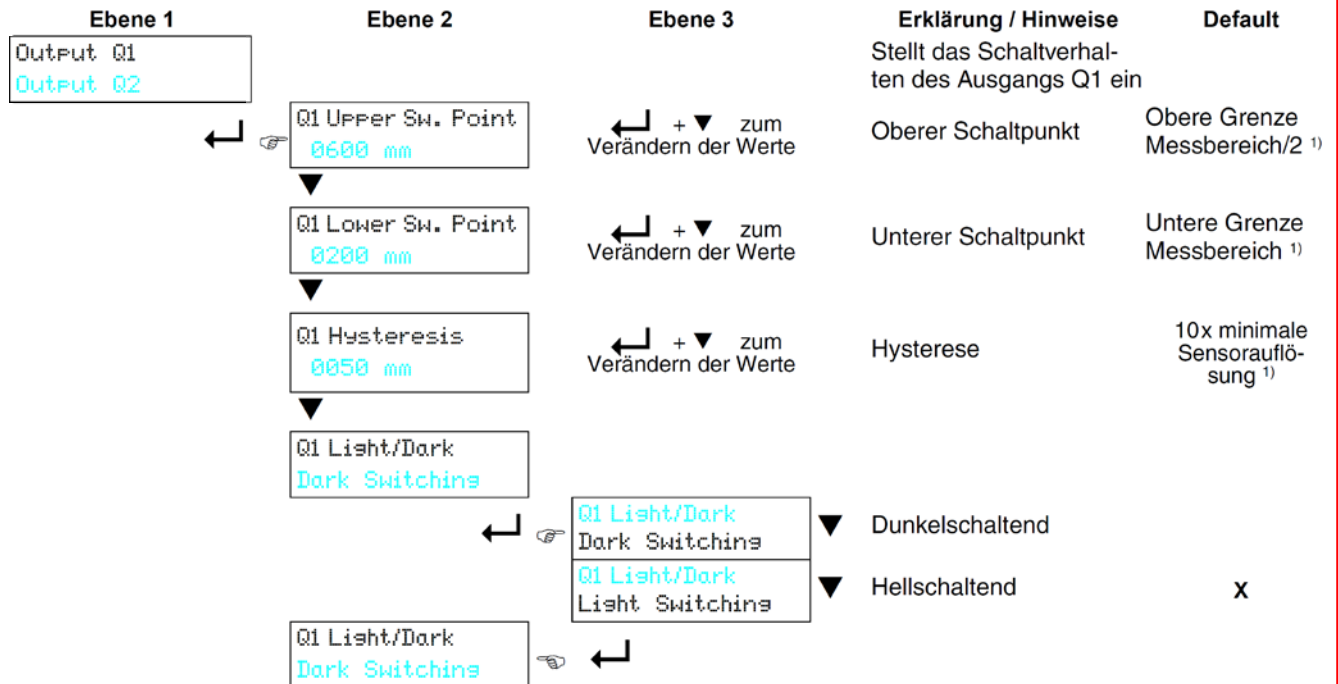 Ebene 1 Ebene 2 Ebene 3 Erklärung / Hinweise Default
Output Q1
Output Q2
Stellt das Schaltverhal-
ten des Ausgangs Q1 ein
Q1 Upper Sw. Point
0600 mm
+ ▼ zum
Verändern der Werte
Oberer Schaltpunkt
Obere Grenze
Messbereich/2 1)
Q1 Lower Sw. Point
0200 mm
+ ▼ zum
Verändern der Werte
Unterer Schaltpunkt
Untere Grenze
Messbereich 1)
Q1 Hysteresis
0050 mm
+ ▼ zum
Verändern der Werte
Hysterese
10x minimale
Sensorauflö-
sung 1)
Q1 Light/Dark
Dark Switching
Q1 Light/Dark
Dark Switching
Dunkelschaltend
Q1 Light/Dark
Light Switching
Hellschaltend
X
Q1 Light/Dark
Dark Switching